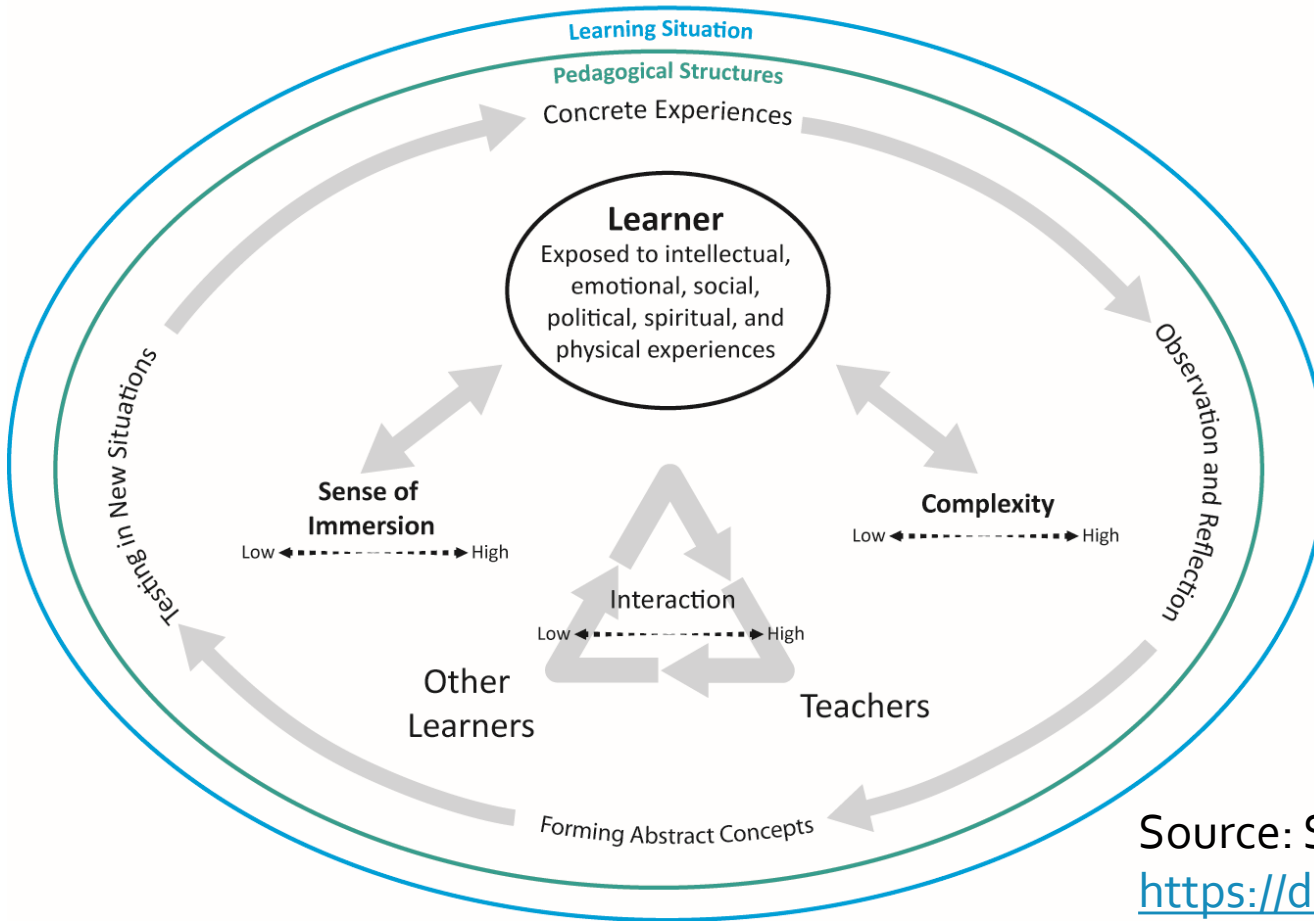 Learning Situation
Pedagogical Structures
Concrete Experiences
Learner
Exposed to intellectual,
emotional, social,
political, spiritual, and
physical experiences
Observation and Reflection
Testing in New Situations
Sense of
Immersion
Low High
Complexity
Low High
Interaction
Low High
Other
Learners
Teachers
Forming Abstract Concepts
Source: S
https://d